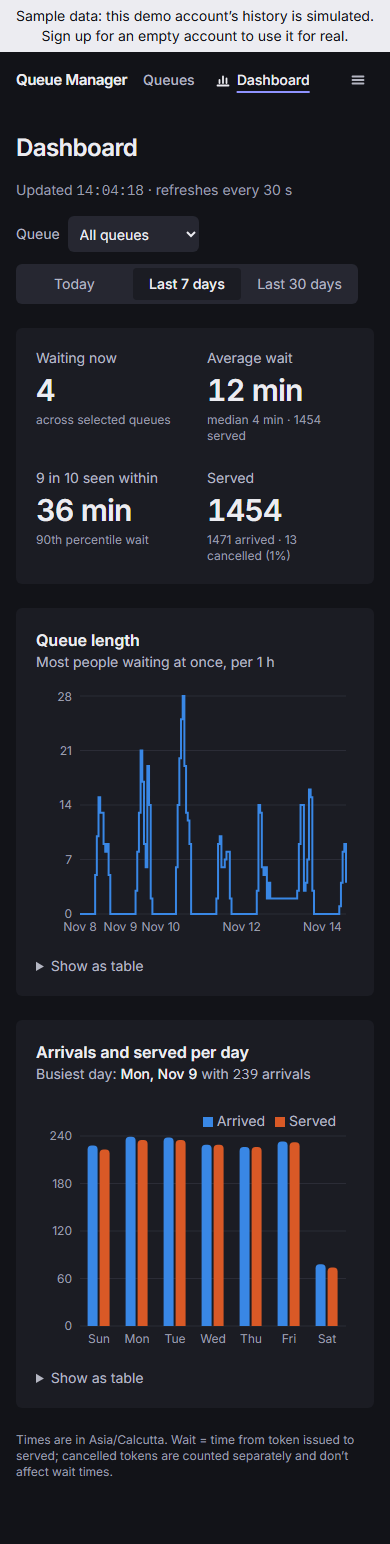 Sample data: this demo account’s history is simulated.
Sign up for an empty account to use it for real.
Queue Manager Queues Dashboard
Dashboard
Updated 14:04:18 · refreshes every 30 s
Queue All queues
Today Last 7 days Last 30 days
Waiting now
4
across selected queues
Average wait
12 min
median 4 min · 1454
served
9 in 10 seen within
36 min
90th percentile wait
Served
1454
1471 arrived · 13
cancelled (1%)
Queue length
Most people waiting at once, per 1 h
28
21
14
7
0
Nov 8 Nov 9 Nov 10 Nov 12 Nov 14
Show as table
Arrivals and served per day
Busiest day: Mon, Nov 9 with 239 arrivals
Arrived Served
240
180
120
60
0
Sun Mon Tue Wed Thu Fri Sat
Show as table
Times are in Asia/Calcutta. Wait = time from token issued to
served; cancelled tokens are counted separately and don’t
affect wait times.